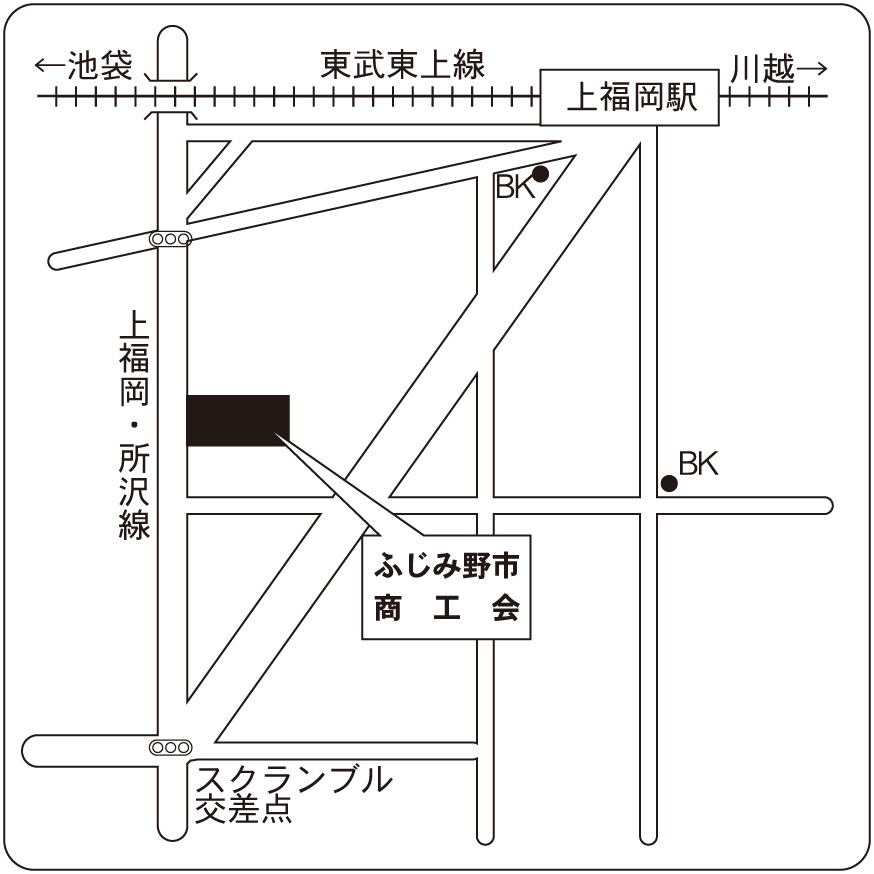 ←池袋
東武東上線
川越→
上福岡駅
BK
上福岡・所沢線
BK
ふじみ野市
商工会
スクランブル
交差点